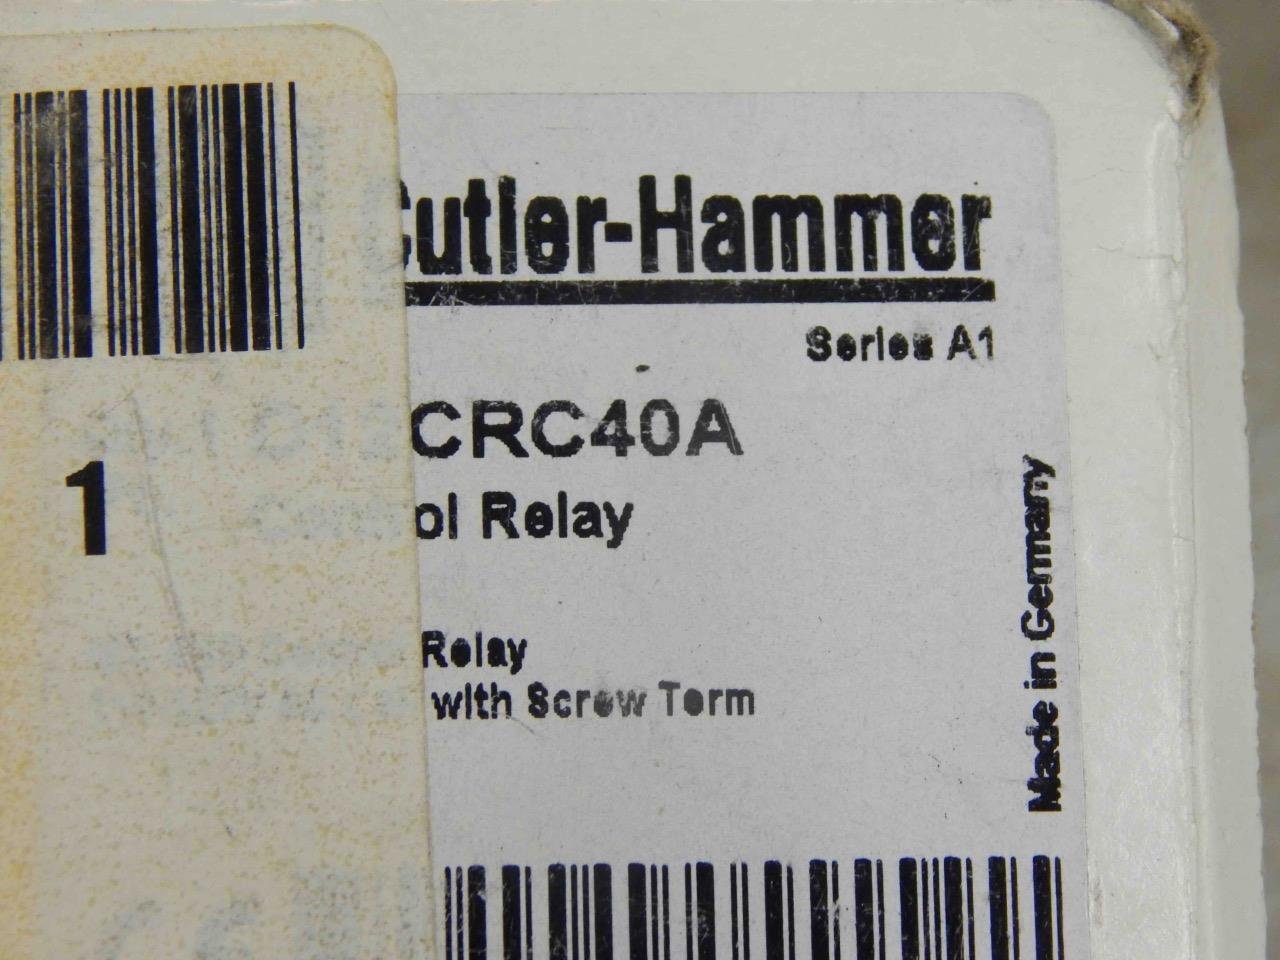 Cutler-Hammer
Series A1
CRC40A
ol Relay
Relay
with Screw Term
Made in Germany
1